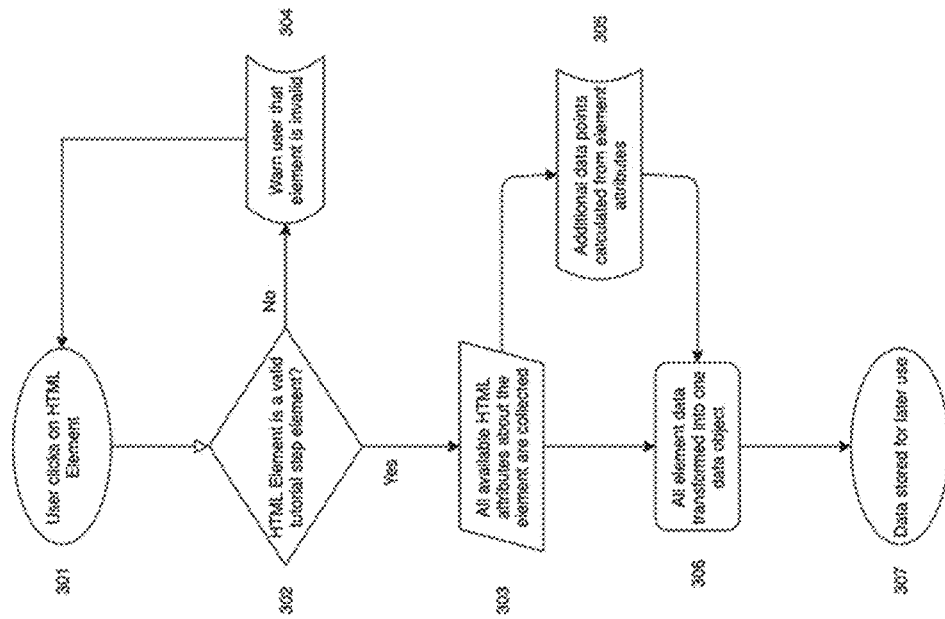 301
User clicks on HTML
Element
302
HTML Element is a valid
tutorial step element?
No
304
Warn user that
element is invalid
Yes
303
All available HTML
attributes about the
element are collected
305
Additional data points
calculated from element
attributes
306
All element data
transformed into one
data object
307
Data stored for later use